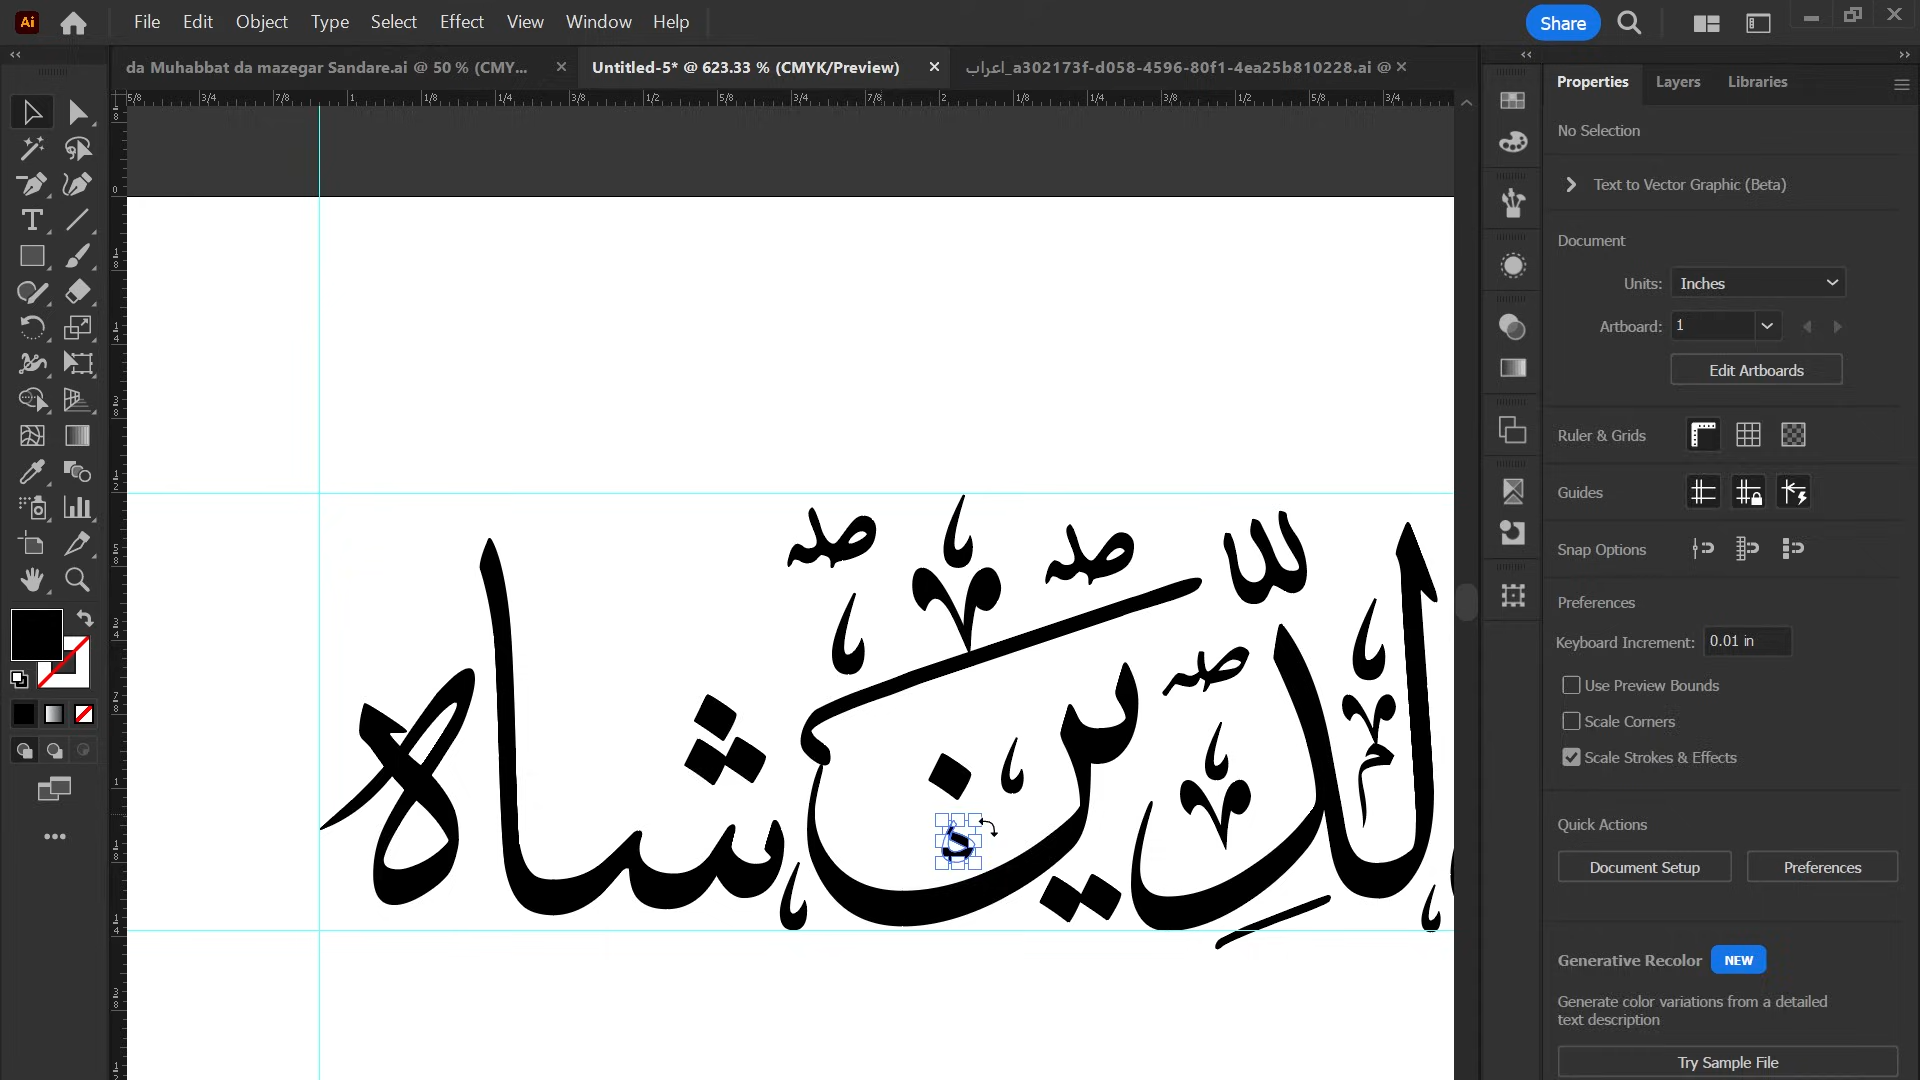 Ai
File Edit Object Type Select Effect View Window Help
Share
da Muhabbat da mazegar Sandare.ai @ 50 % (CMY...
Untitled-5* @ 623.33 % (CMYK/Preview)
اعراب_a302173f-d058-4596-80f1-4ea25b810228.ai @
Properties Layers Libraries
No Selection
Text to Vector Graphic (Beta)
Document
Units: Inches
Artboard: 1
Edit Artboards
Ruler & Grids
Guides
Snap Options
Preferences
Keyboard Increment: 0.01 in
Use Preview Bounds
Scale Corners
Scale Strokes & Effects
Quick Actions
Document Setup Preferences
Generative Recolor NEW
Generate color variations from a detailed
text description
Try Sample File
الدِین شاه